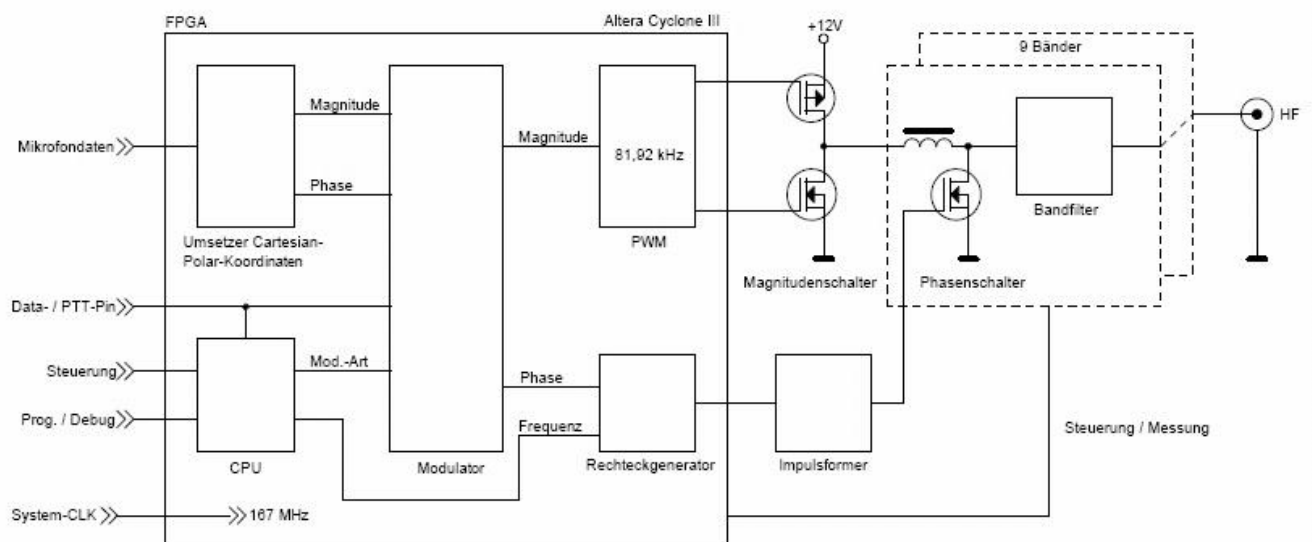 FPGA
Altera Cyclone III
+12V
9 Bänder
HF
Magnitude
Magnitude
Mikrofondaten
81,92 kHz
Phase
Bandfilter
Umsetzer Cartesian-
Polar-Koordinaten
PWM
Magnitudenschalter
Phasenschalter
Data- / PTT-Pin
Mod.-Art
Steuerung
Phase
Prog. / Debug
Frequenz
Steuerung / Messung
CPU
Modulator
Rechteckgenerator
Impulsformer
System-CLK
167 MHz